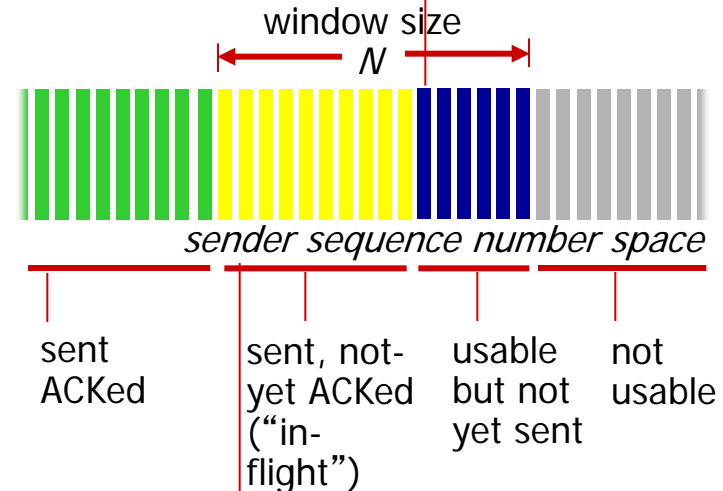 window size
N
sender sequence number space
sent
ACKed
sent, not-
yet ACKed
(“in-
flight”)
usable
but not
yet sent
not
usable